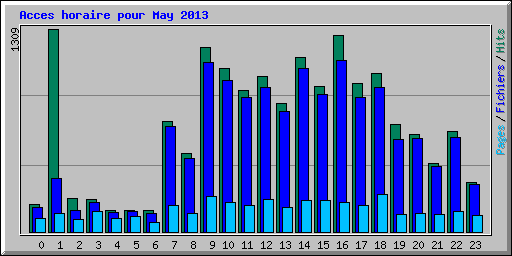 Acces horaire pour May 2013
1309
Pages/Fichiers/Hits
0 1 2 3 4 5 6 7 8 9 10 11 12 13 14 15 16 17 18 19 20 21 22 23